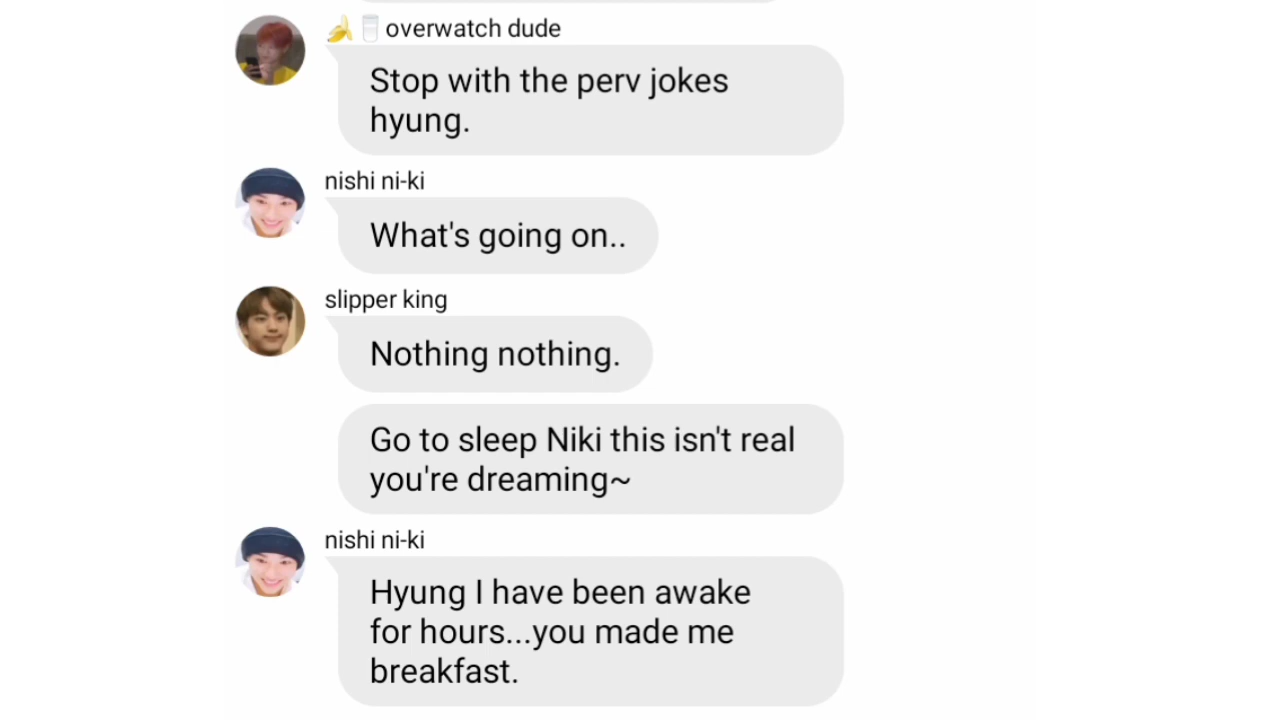 🍌🥛overwatch dude
Stop with the perv jokes
hyung.
nishi ni-ki
What's going on..
slipper king
Nothing nothing.
Go to sleep Niki this isn't real
you're dreaming~
nishi ni-ki
Hyung I have been awake
for hours...you made me
breakfast.